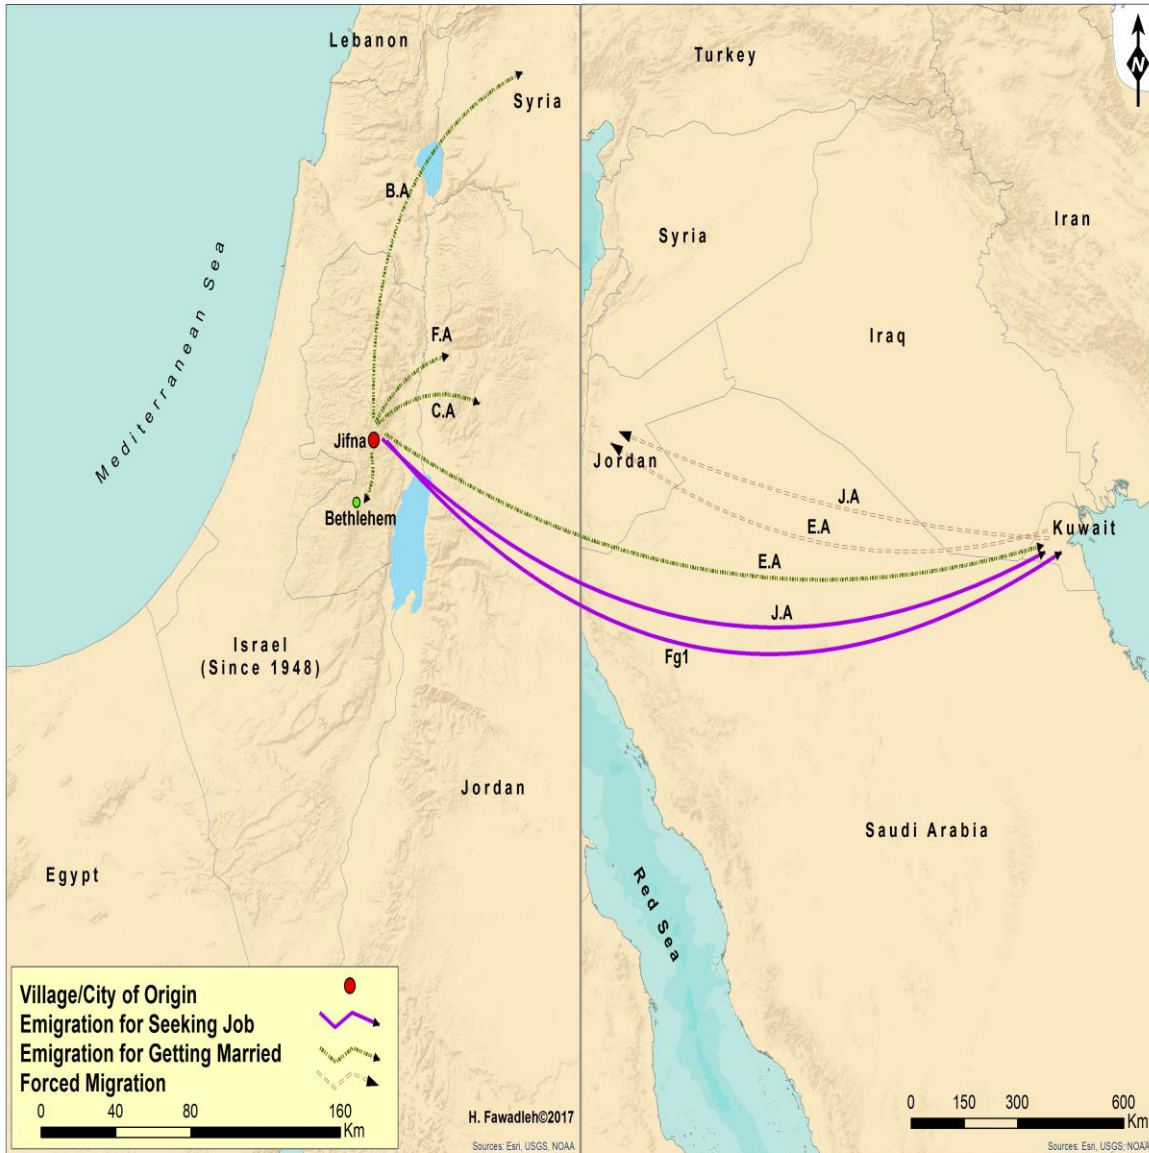 Lebanon
Syria
B.A
Mediterranean Sea
F.A
C.A
Jifna
Bethlehem
Israel
(Since 1948)
Jordan
Egypt
Turkey
N
Syria
Iran
Iraq
Jordan
J.A
E.A
Kuwait
E.A
J.A
Fg1
Saudi Arabia
Red Sea
Village/City of Origin
Emigration for Seeking Job
Emigration for Getting Married
Forced Migration
0 40 80 160
Km
H. Fawadleh©2017
Sources: Esri, USGS, NOAA
0 150 300 600
Km
Sources: Esri, USGS, NOAA